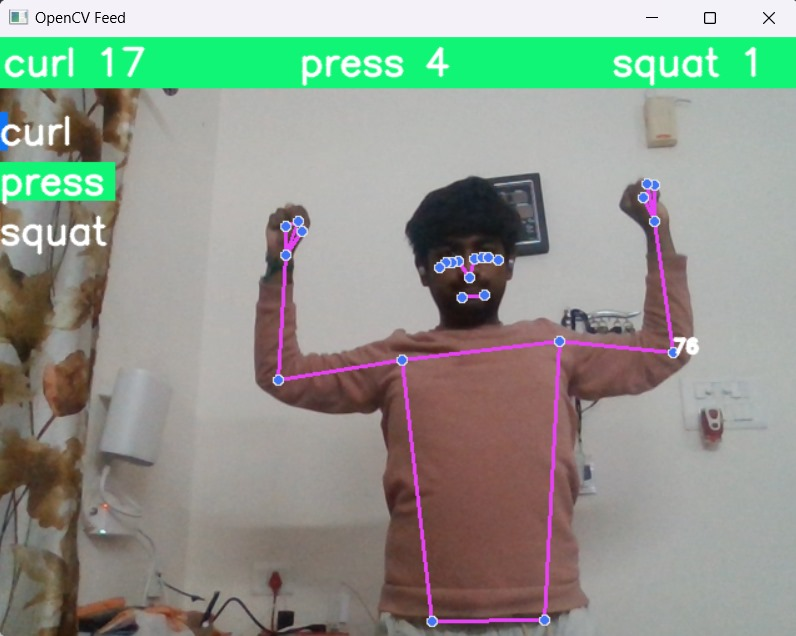 OpenCV Feed
curl 17 press 4 squat 1
curl
press
squat
76